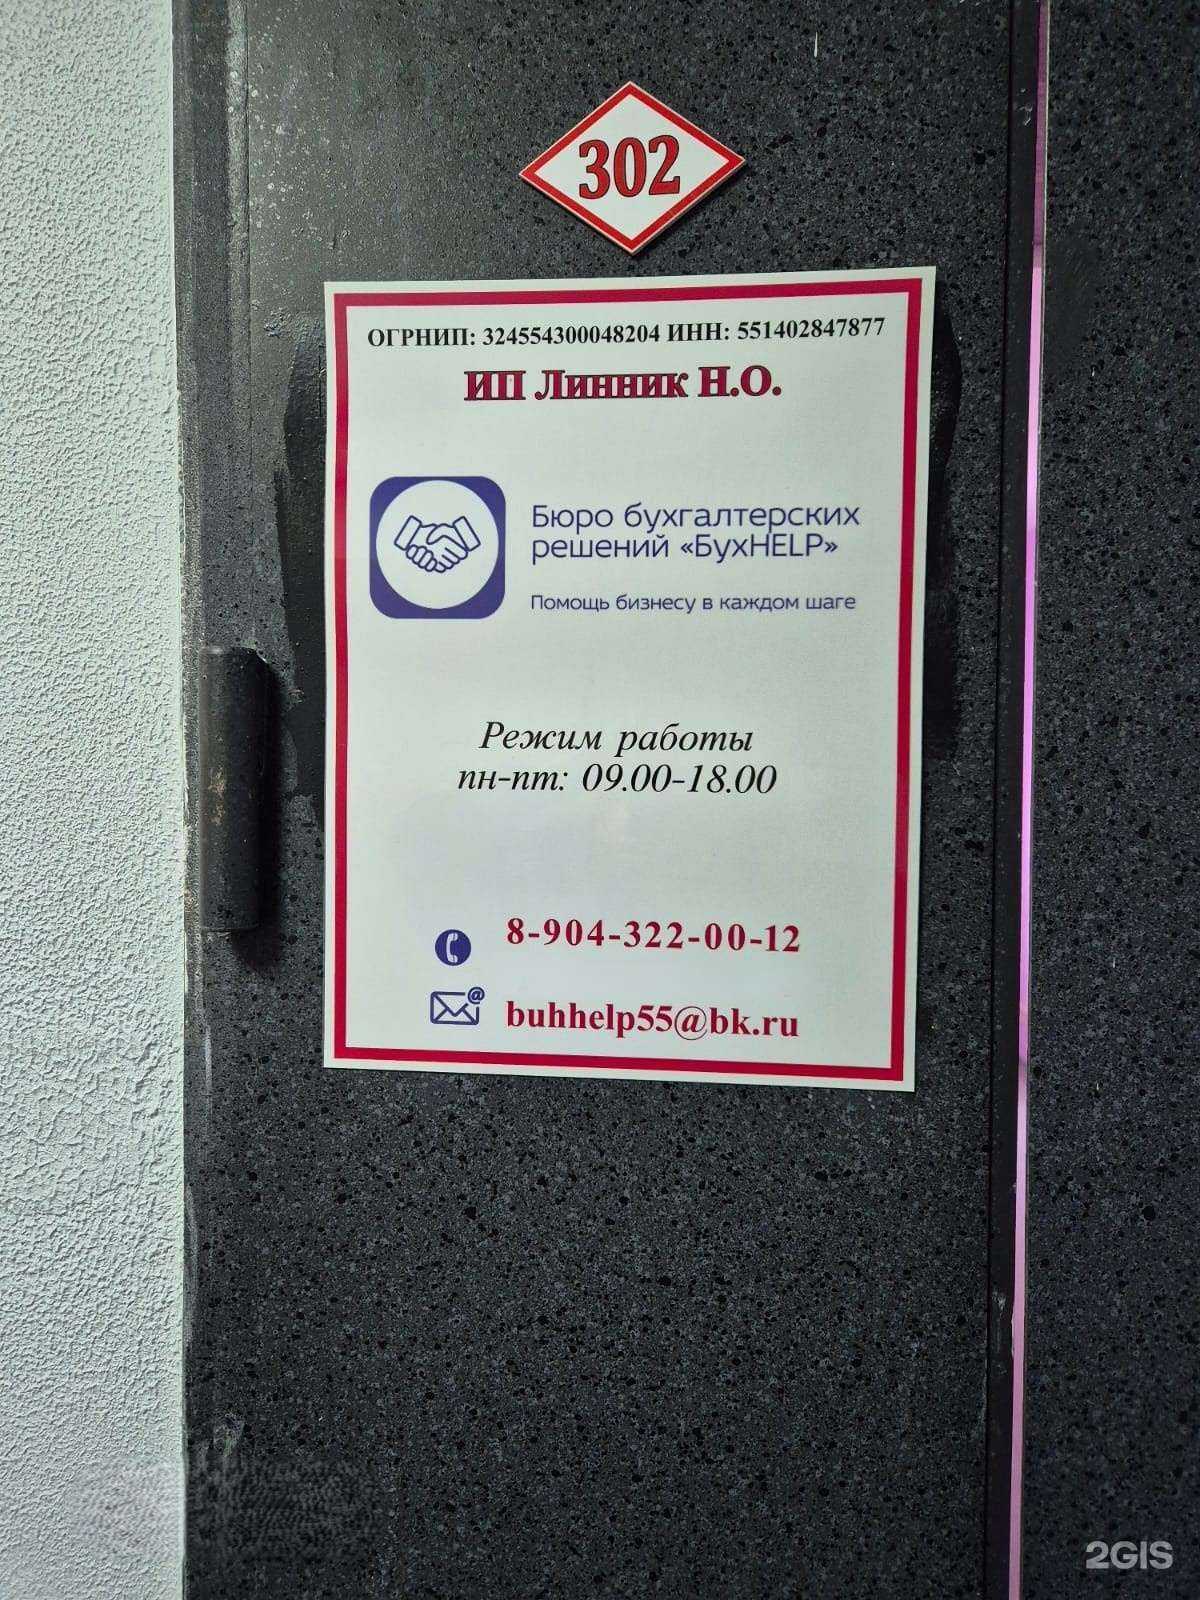 302
ОГРНИП: 324554300048204 ИНН: 551402847877
ИП Линник Н.О.
Бюро бухгалтерских
решений «БухHELP»
Помощь бизнесу в каждом шаге
Режим работы
пн-пт: 09.00-18.00
8-904-322-00-12
buhhelp55@bk.ru
2GIS